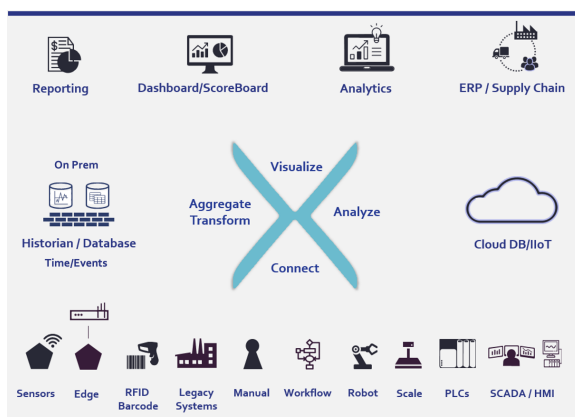 Reporting
Dashboard/ScoreBoard
Analytics
ERP / Supply Chain
On Prem
Visualize
Aggregate
Transform
Analyze
Historian / Database
Time/Events
Cloud DB/IIoT
Connect
Sensors
Edge
RFID
Barcode
Legacy
Systems
Manual
Workflow
Robot
Scale
PLCs
SCADA / HMI